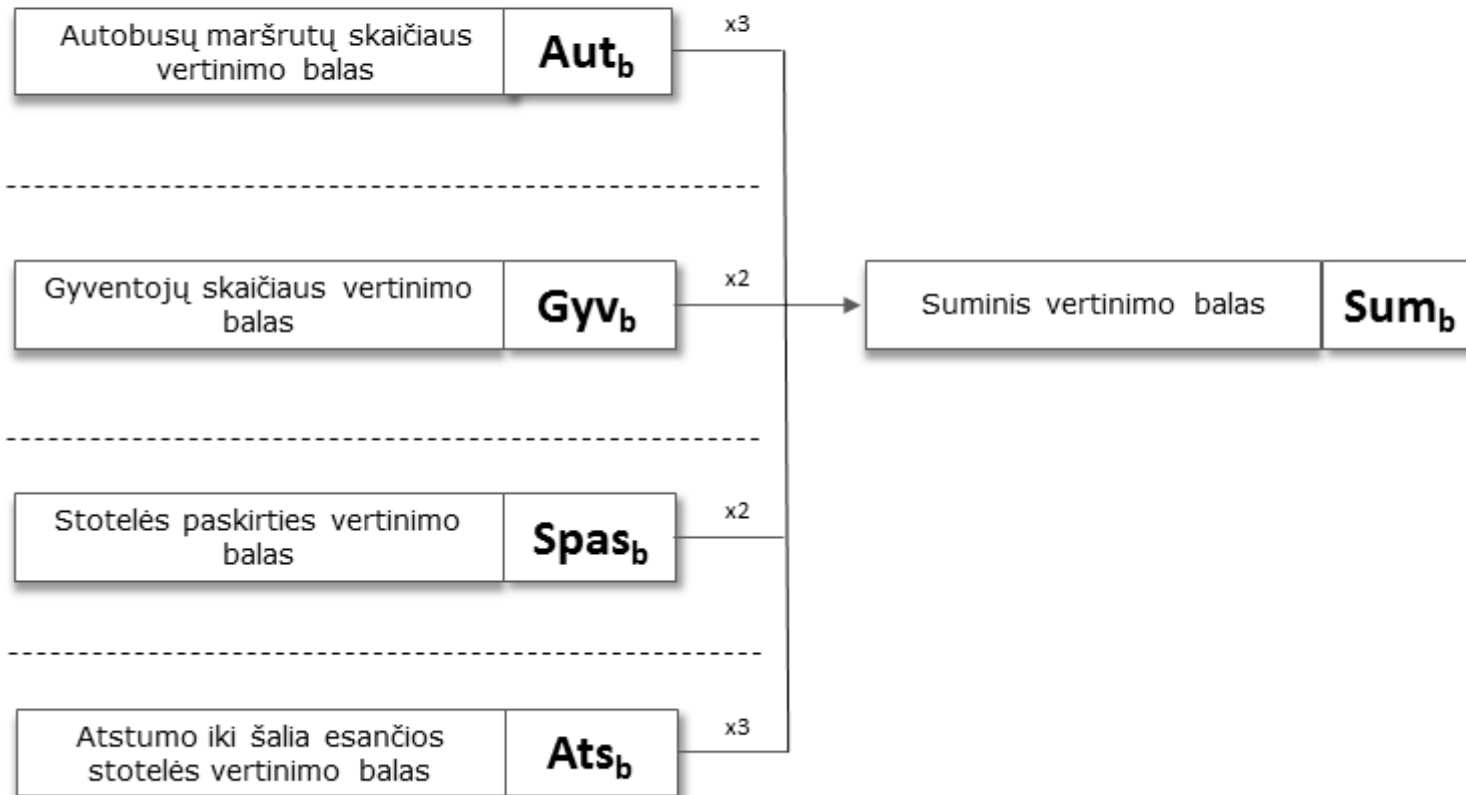 Autobusų maršrutų skaičiaus
vertinimo balas
Autb
x3
Gyventojų skaičiaus vertinimo
balas
Gyvb
x2
Suminis vertinimo balas
Sumb
Stotelės paskirties vertinimo
balas
Spasb
x2
Atstumo iki šalia esančios
stotelės vertinimo balas
Atsb
x3